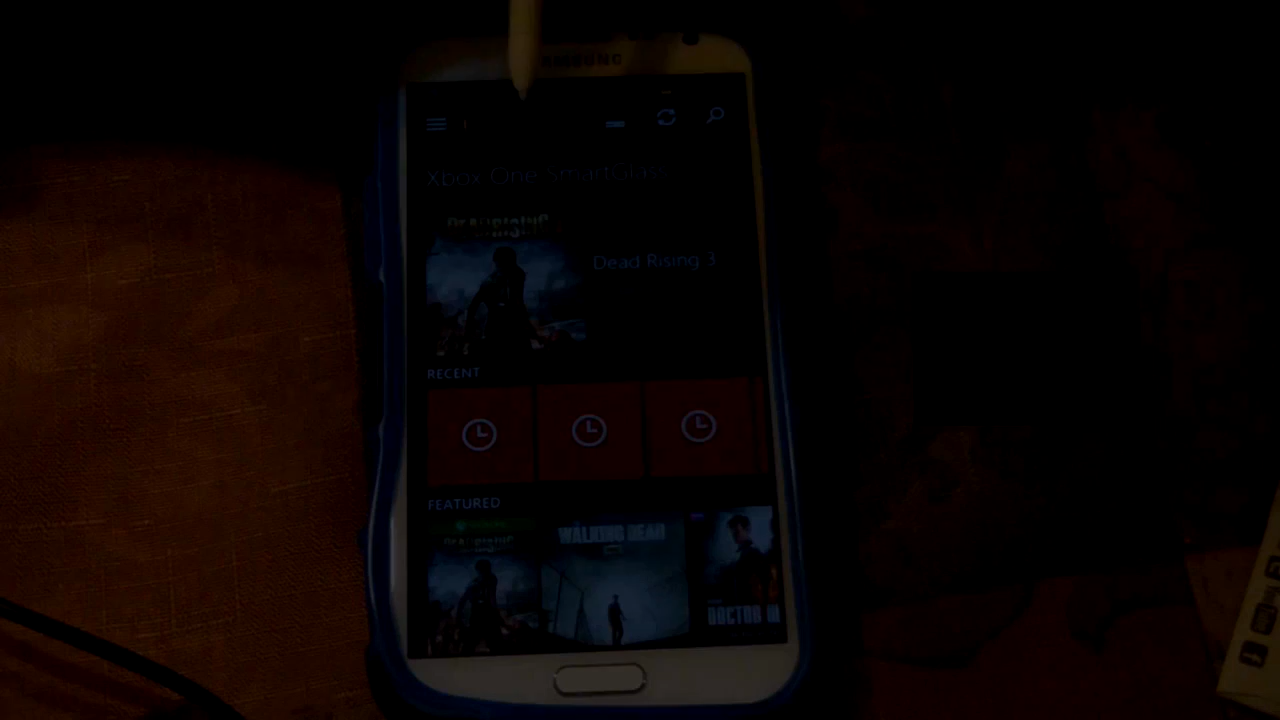 SAMSUNG
Xbox One SmartGlass
DEADRISING
Dead Rising 3
RECENT
FEATURED
DEADRISING
WALKING DEAD
DOCTOR